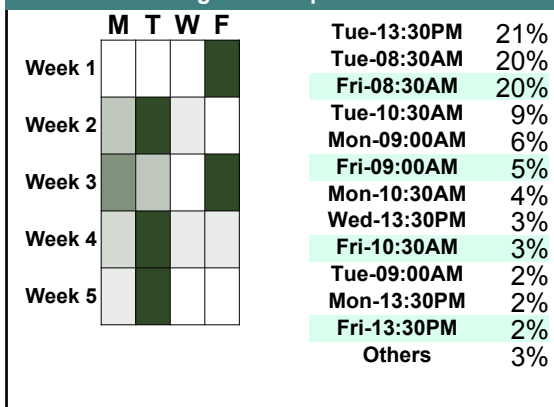 M T W F
Week 1
Week 2
Week 3
Week 4
Week 5
Tue-13:30PM 21%
Tue-08:30AM 20%
Fri-08:30AM 20%
Tue-10:30AM 9%
Mon-09:00AM 6%
Fri-09:00AM 5%
Mon-10:30AM 4%
Wed-13:30PM 3%
Fri-10:30AM 3%
Tue-09:00AM 2%
Mon-13:30PM 2%
Fri-13:30PM 2%
Others 3%